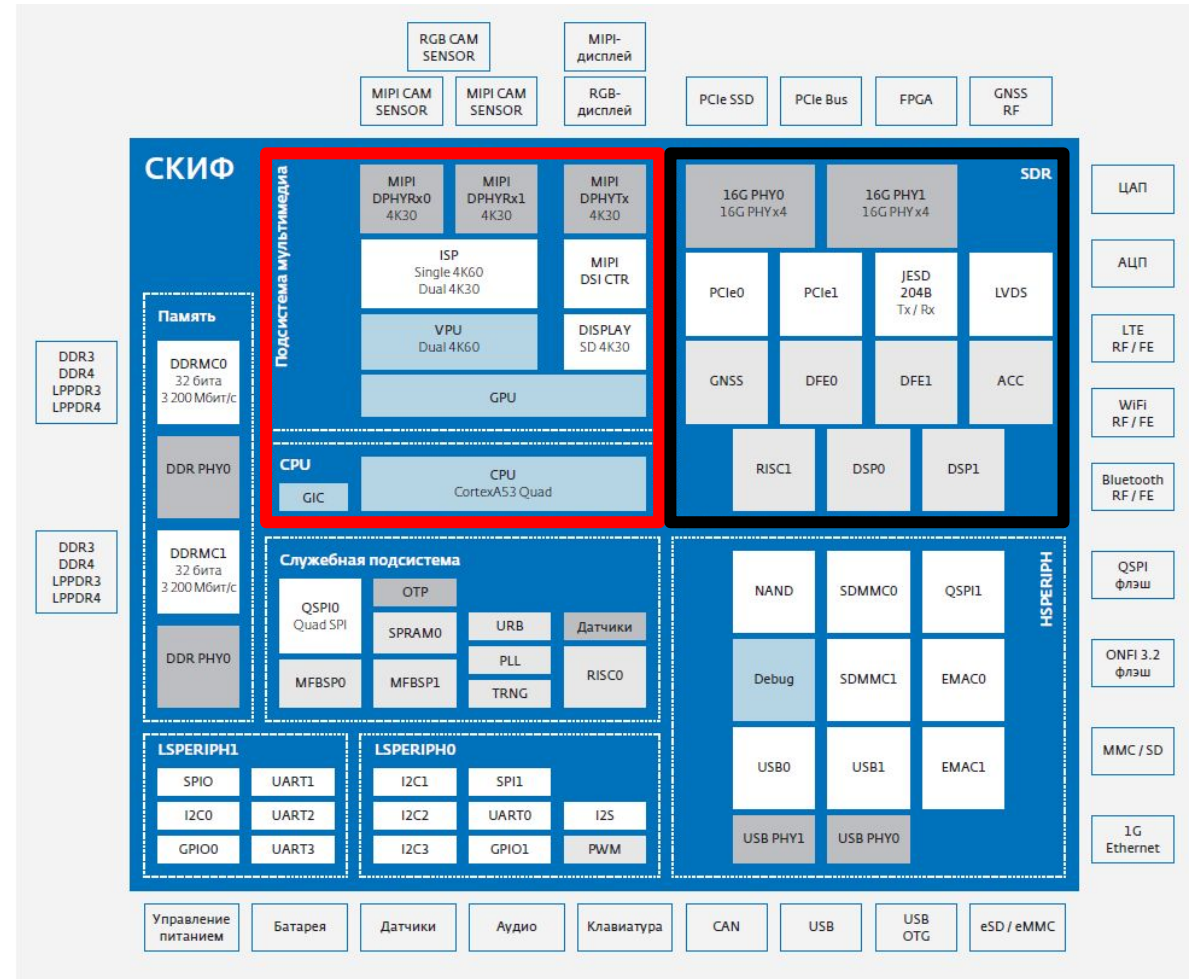 RGB CAM
SENSOR
MIPI-
дисплей
MIPI CAM
SENSOR
MIPI CAM
SENSOR
RGB-
дисплей
PCIe SSD
PCIe Bus
FPGA
GNSS
RF
СКИФ
Подсистема мультимедиа
MIPI
DPHYRx0
4K30
MIPI
DPHYRx1
4K30
MIPI
DPHYTx
4K30
ISP
Single 4K60
Dual 4K30
MIPI
DSI CTR
VPU
Dual 4K60
DISPLAY
SD 4K30
GPU
CPU
GIC
CPU
CortexA53 Quad
SDR
16G PHY0
16G PHYx4
16G PHY1
16G PHYx4
PCIe0
PCIe1
JESD
204B
Tx / Rx
LVDS
GNSS
DFE0
DFE1
ACC
RISC1
DSP0
DSP1
Память
DDRMC0
32 бита
3 200 Мбит/с
DDR PHY0
DDRMC1
32 бита
3 200 Мбит/с
DDR PHY0
DDR3
DDR4
LPPDR3
LPPDR4
DDR3
DDR4
LPPDR3
LPPDR4
Служебная подсистема
QSPI0
Quad SPI
OTP
SPRAM0
URB
Датчики
PLL
TRNG
RISC0
MFBSP0
MFBSP1
HSPERIPH
NAND
SDMMC0
QSPI1
Debug
SDMMC1
EMAC0
USB0
USB1
EMAC1
USB PHY1
USB PHY0
LSPERIPH1
SPIO
UART1
I2C0
UART2
GPIO0
UART3
LSPERIPH0
I2C1
SPI1
I2C2
UART0
I2S
I2C3
GPIO1
PWM
ЦАП
АЦП
LTE
RF / FE
WiFi
RF / FE
Bluetooth
RF / FE
QSPI
флэш
ONFI 3.2
флэш
MMC / SD
1G
Ethernet
Управление
питанием
Батарея
Датчики
Аудио
Клавиатура
CAN
USB
USB
OTG
eSD / eMMC